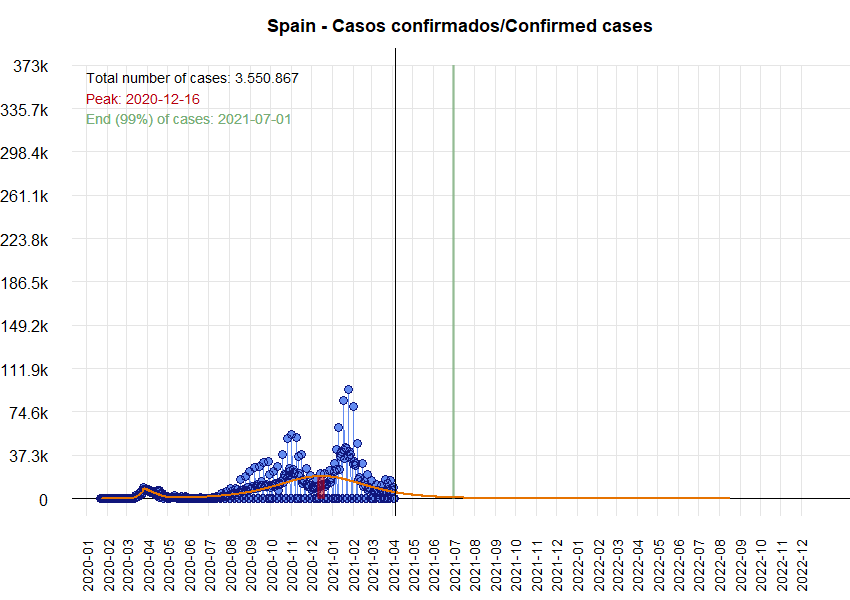 Spain - Casos confirmados/Confirmed cases
Total number of cases: 3.550.867
Peak: 2020-12-16
End (99%) of cases: 2021-07-01
373k
335.7k
298.4k
261.1k
223.8k
186.5k
149.2k
111.9k
74.6k
37.3k
0
2020-01
2020-02
2020-03
2020-04
2020-05
2020-06
2020-07
2020-08
2020-09
2020-10
2020-11
2020-12
2021-01
2021-02
2021-03
2021-04
2021-05
2021-06
2021-07
2021-08
2021-09
2021-10
2021-11
2021-12
2022-01
2022-02
2022-03
2022-04
2022-05
2022-06
2022-07
2022-08
2022-09
2022-10
2022-11
2022-12